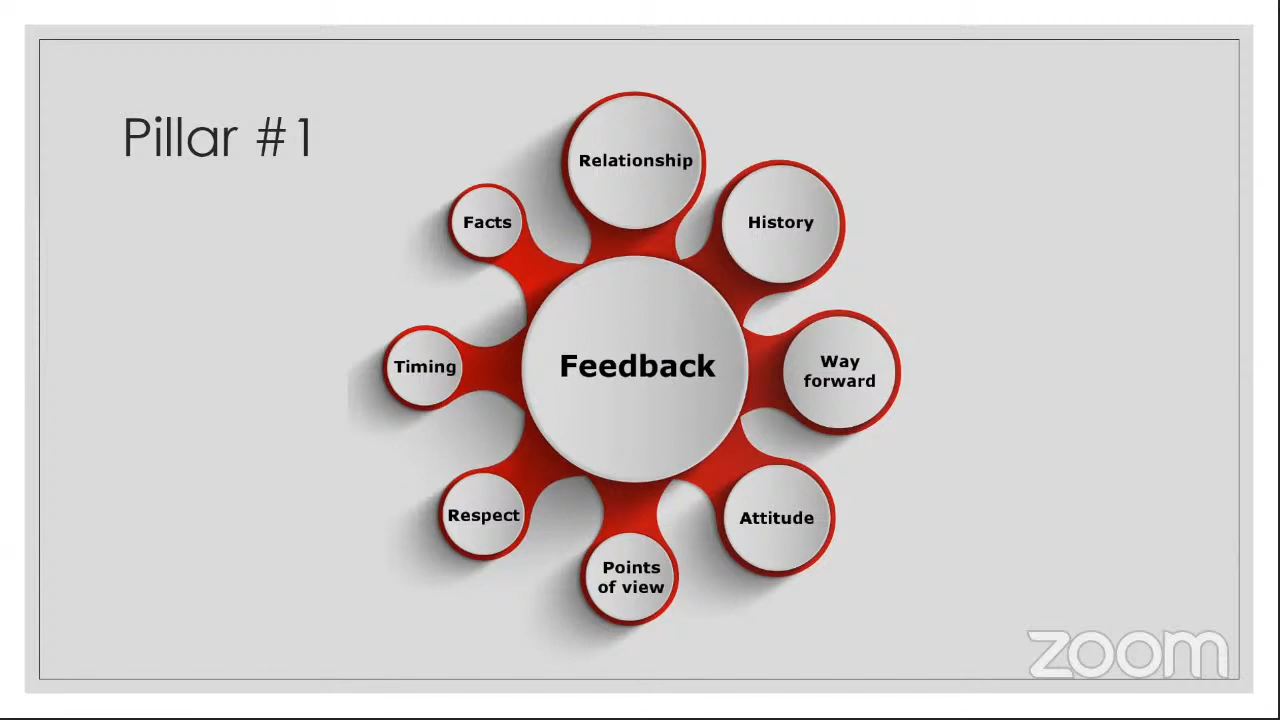 Pillar #1
Relationship
History
Way
forward
Attitude
Points
of view
Respect
Timing
Facts
Feedback
zoom